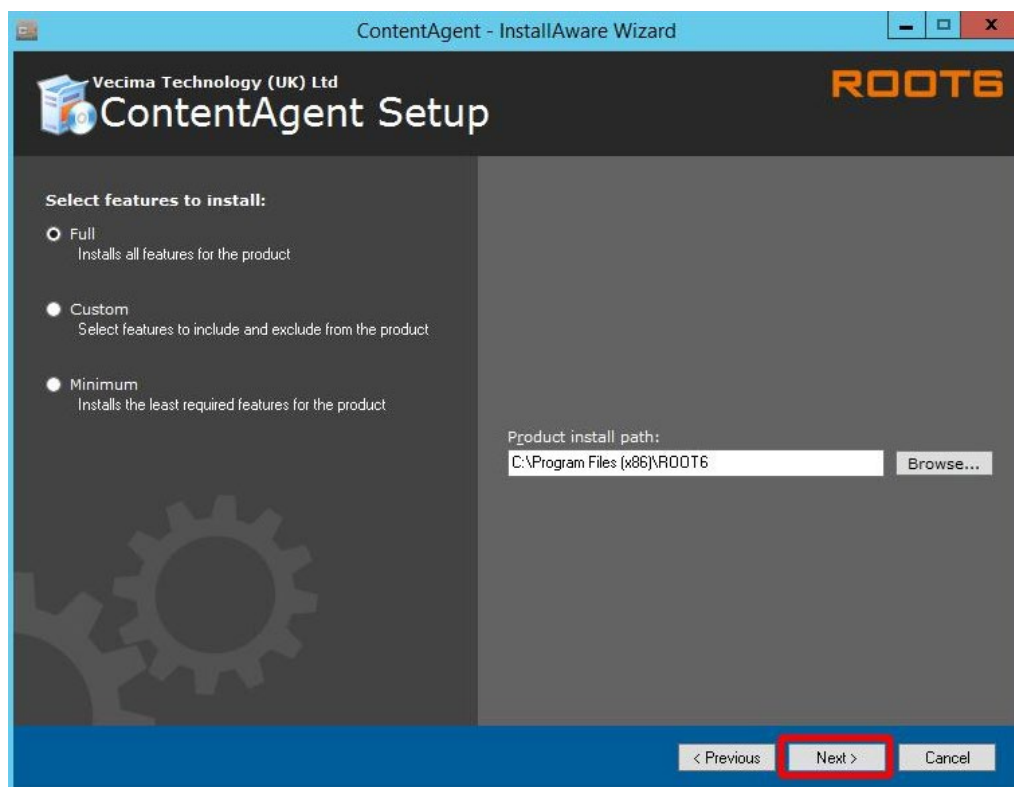 ContentAgent - InstallAware Wizard
Vecima Technology (UK) Ltd
ContentAgent Setup
ROOT6
Select features to install:
Full
Installs all features for the product
Custom
Select features to include and exclude from the product
Minimum
Installs the least required features for the product
Product install path:
C:\Program Files (x86)\ROOT6
Browse...
< Previous
Next >
Cancel